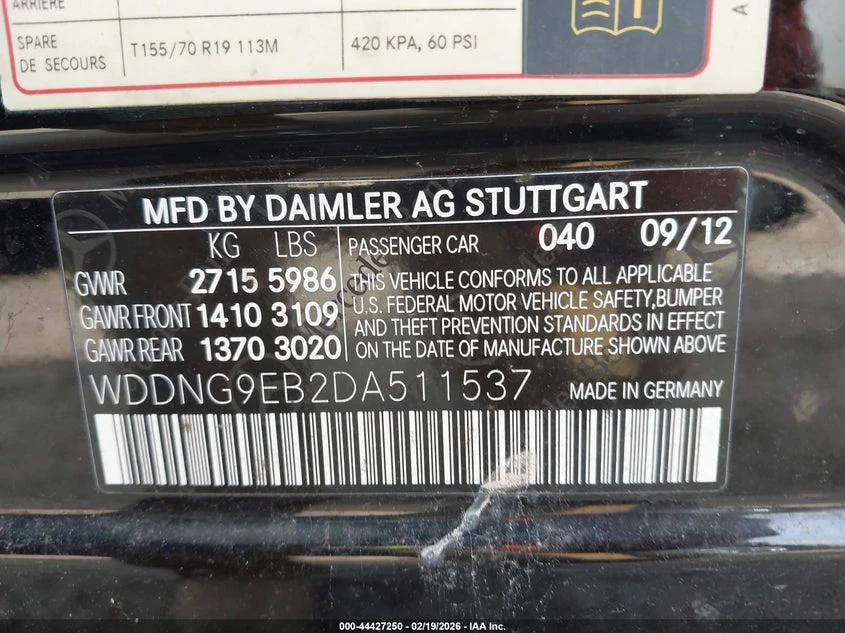 ARRIÈRE
SPARE
DE SECOURS
T155/70 R19 113M
420 KPA, 60 PSI
A
MFD BY DAIMLER AG STUTTGART
KG LBS
GVWR 2715 5986
GAWR FRONT 1410 3109
GAWR REAR 1370 3020
PASSENGER CAR 040 09/12
THIS VEHICLE CONFORMS TO ALL APPLICABLE
U.S. FEDERAL MOTOR VEHICLE SAFETY,BUMPER
AND THEFT PREVENTION STANDARDS IN EFFECT
ON THE DATE OF MANUFACTURE SHOWN ABOVE
WDDNG9EB2DA511537
MADE IN GERMANY
000-44427250 - 02/19/2026 - IAA Inc.